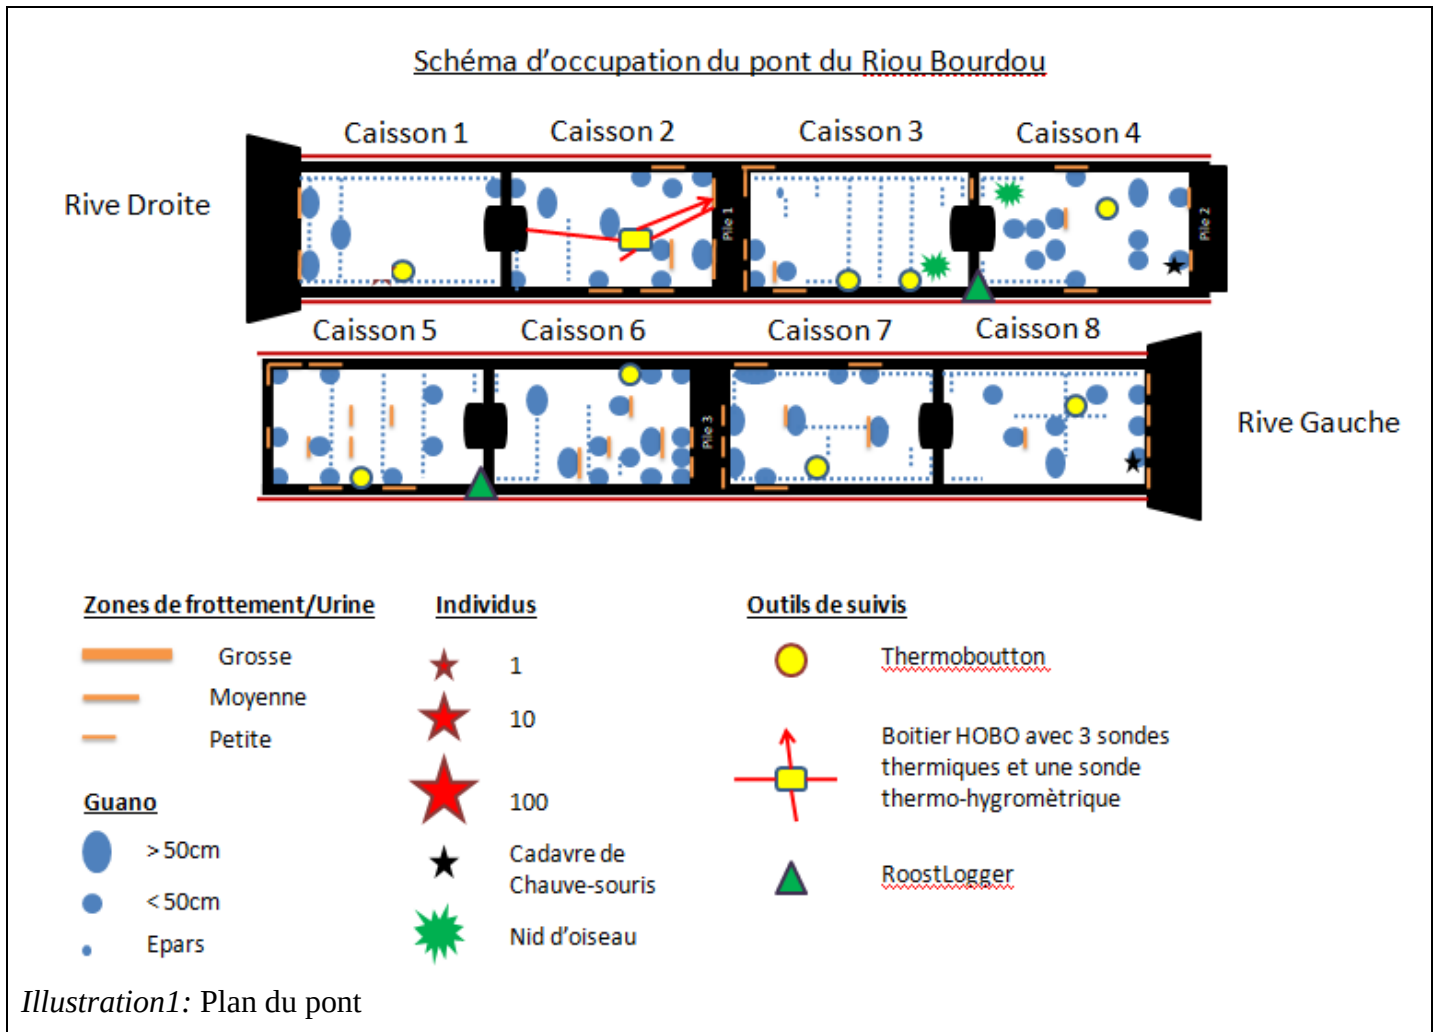 Schéma d'occupation du pont du Riou Bourdou
Caisson 1
Caisson 2
Caisson 3
Caisson 4
Rive Droite
Pile 1
Pile 2
Caisson 5
Caisson 6
Caisson 7
Caisson 8
Pile 3
Rive Gauche
Zones de frottement/Urine
Grosse
Moyenne
Petite
Guano
> 50cm
< 50cm
Epars
Individus
1
10
100
Cadavre de
Chauve-souris
Nid d'oiseau
Outils de suivis
Thermoboutton
Boitier HOBO avec 3 sondes
thermiques et une sonde
thermo-hygromètrique
RoostLogger
Illustration1: Plan du pont